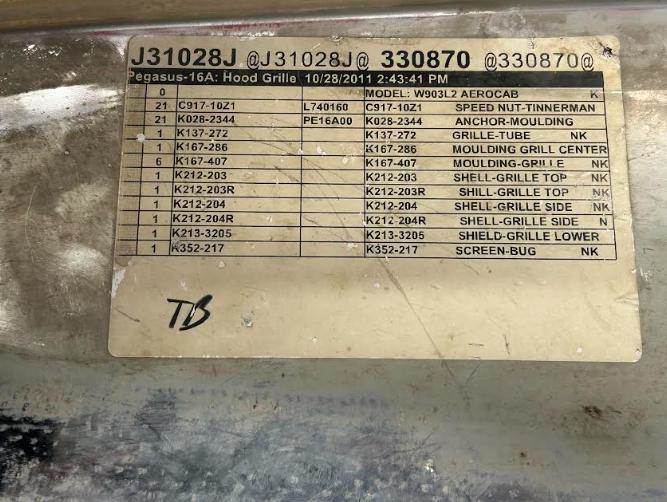 J31028J @J31028J@ 330870 @330870@
Pegasus-16A: Hood Grille 10/28/2011 2:43:41 PM
0 MODEL: W903L2 AEROCAB K
21 C917-10Z1 L740160 C917-10Z1 SPEED NUT-TINNERMAN
21 K028-2344 PE16A00 K028-2344 ANCHOR-MOULDING
1 K137-272 K137-272 GRILLE-TUBE NK
1 K167-286 K167-286 MOULDING GRILL CENTER
6 K167-407 K167-407 MOULDING-GRILLE NK
1 K212-203 K212-203 SHELL-GRILLE TOP NK
1 K212-203R K212-203R SHILL-GRILLE TOP NK
1 K212-204 K212-204 SHELL-GRILLE SIDE NK
1 K212-204R K212-204R SHELL-GRILLE SIDE N
1 K213-3205 K213-3205 SHIELD-GRILLE LOWER
1 K352-217 K352-217 SCREEN-BUG NK
TB